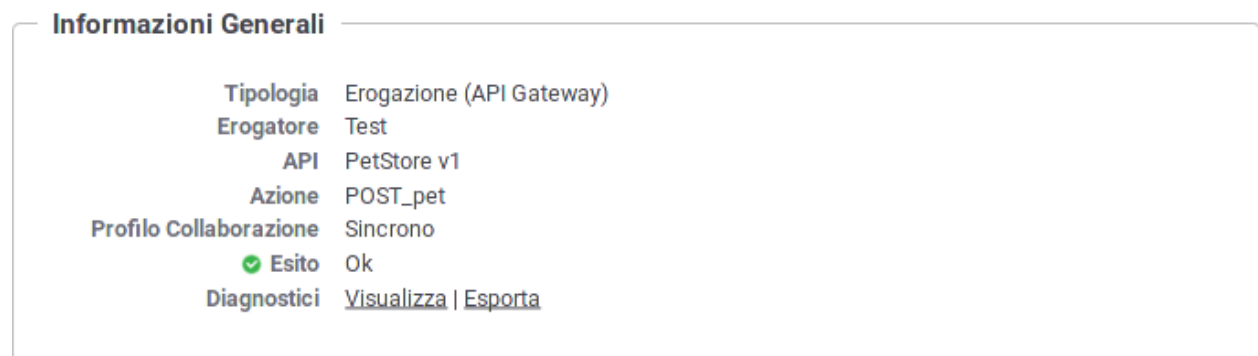 Informazioni Generali
Tipologia Erogazione (API Gateway)
Erogatore Test
API PetStore v1
Azione POST_pet
Profilo Collaborazione Sincrono
Esito Ok
Diagnostici Visualizza | Esporta